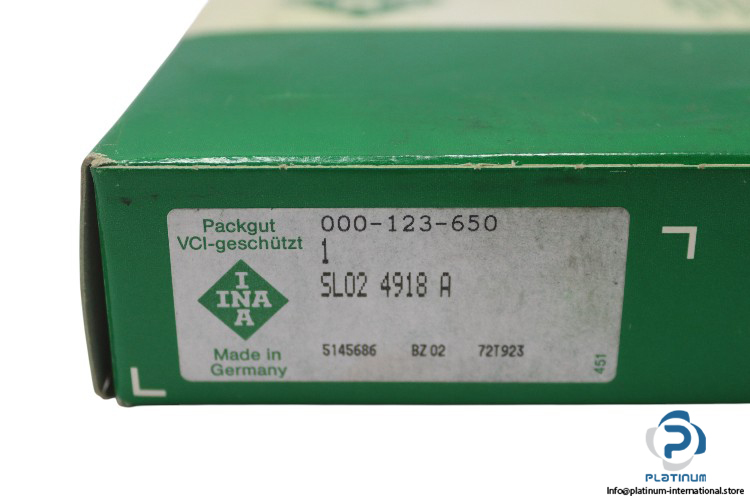 Packgut
VCI-geschützt
000-123-650
1
SL02 4918 A
I
INA
A
Made in
Germany
5145686 BZ 02 72T923
451
PLATINUM
Info@platinum-international.store